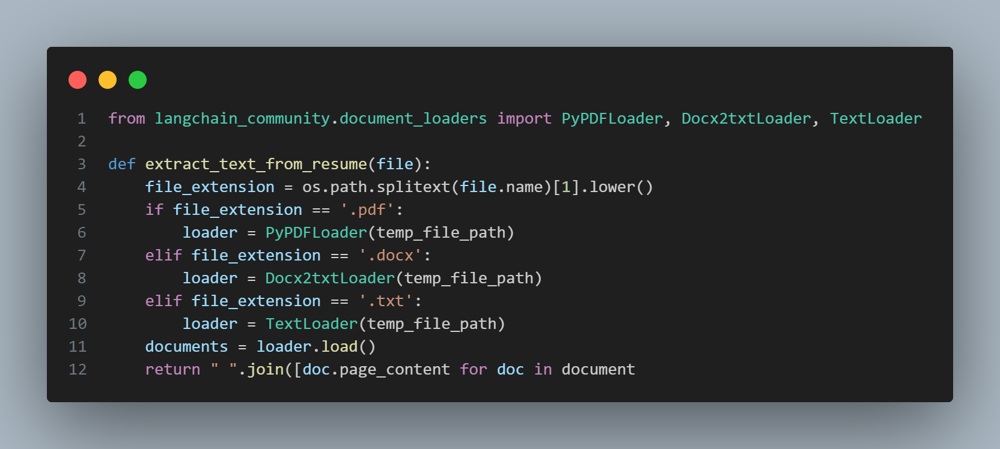 1 from langchain_community.document_loaders import PyPDFLoader, Docx2txtLoader, TextLoader
2
3 def extract_text_from_resume(file):
4     file_extension = os.path.splitext(file.name)[1].lower()
5     if file_extension == '.pdf':
6         loader = PyPDFLoader(temp_file_path)
7     elif file_extension == '.docx':
8         loader = Docx2txtLoader(temp_file_path)
9     elif file_extension == '.txt':
10         loader = TextLoader(temp_file_path)
11     documents = loader.load()
12     return " ".join([doc.page_content for doc in document